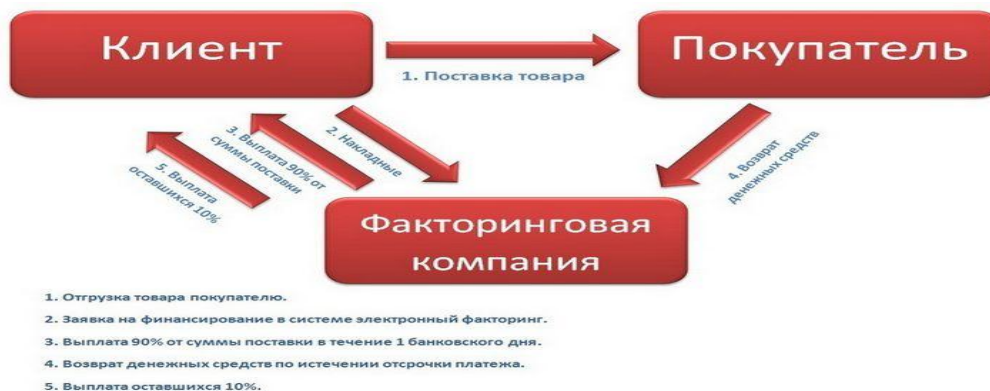 Клиент
Покупатель
1. Поставка товара
5. Выплата
оставшихся 10%
3. Выплата 90% от
суммы поставки
2. Накладные
4. Возврат
денежных средств
Факторинговая
компания
1. Отгрузка товара покупателю.
2. Заявка на финансирование в системе электронный факторинг.
3. Выплата 90% от суммы поставки в течение 1 банковского дня.
4. Возврат денежных средств по истечении отсрочки платежа.
5. Выплата оставшихся 10%.